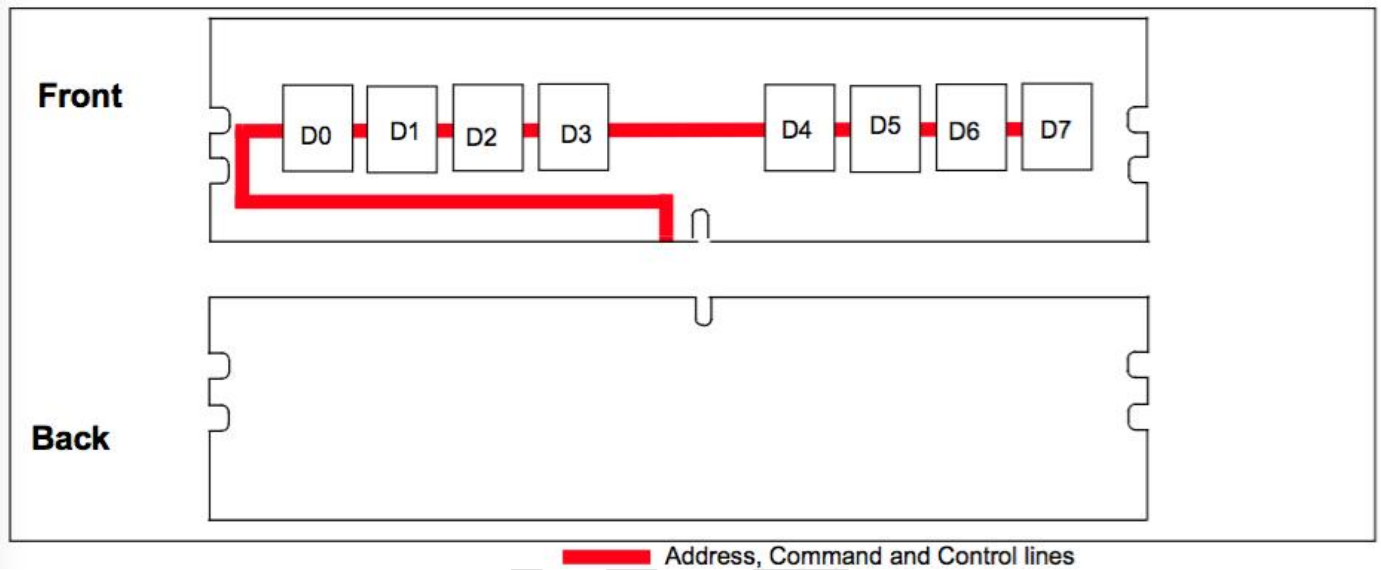 Front
D0 D1 D2 D3 D4 D5 D6 D7
Back
Address, Command and Control lines